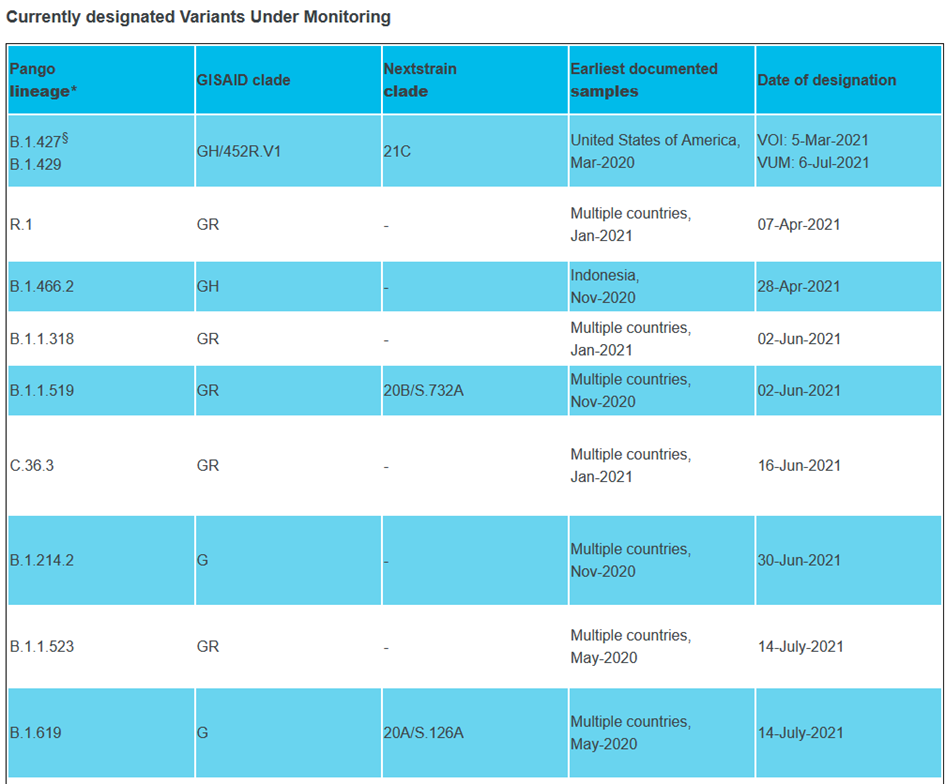 Currently designated Variants Under Monitoring
Pango lineage* GISAID clade Nextstrain clade Earliest documented samples Date of designation
B.1.427§ B.1.429 GH/452R.V1 21C United States of America, Mar-2020 VOI: 5-Mar-2021 VUM: 6-Jul-2021
R.1 GR - Multiple countries, Jan-2021 07-Apr-2021
B.1.466.2 GH - Indonesia, Nov-2020 28-Apr-2021
B.1.1.318 GR - Multiple countries, Jan-2021 02-Jun-2021
B.1.1.519 GR 20B/S.732A Multiple countries, Nov-2020 02-Jun-2021
C.36.3 GR - Multiple countries, Jan-2021 16-Jun-2021
B.1.214.2 G - Multiple countries, Nov-2020 30-Jun-2021
B.1.1.523 GR - Multiple countries, May-2020 14-July-2021
B.1.619 G 20A/S.126A Multiple countries, May-2020 14-July-2021